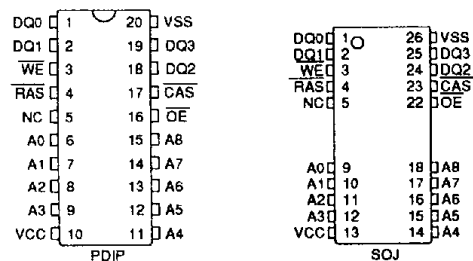 DQ0 1 20 VSS
DQ1 2 19 DQ3
WE 3 18 DQ2
RAS 4 17 CAS
NC 5 16 OE
A0 6 15 A8
A1 7 14 A7
A2 8 13 A6
A3 9 12 A5
VCC 10 11 A4
PDIP
DQ0 1 26 VSS
DQ1 2 25 DQ3
WE 3 24 DQ2
RAS 4 23 CAS
NC 5 22 OE
A0 9 18 A8
A1 10 17 A7
A2 11 16 A6
A3 12 15 A5
VCC 13 14 A4
SOJ